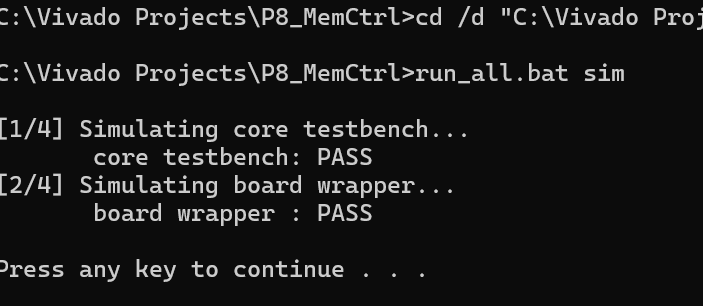 C:\Vivado Projects\P8_MemCtrl>cd /d "C:\Vivado Proj
C:\Vivado Projects\P8_MemCtrl>run_all.bat sim
[1/4] Simulating core testbench...
core testbench: PASS
[2/4] Simulating board wrapper...
board wrapper : PASS
Press any key to continue . . .